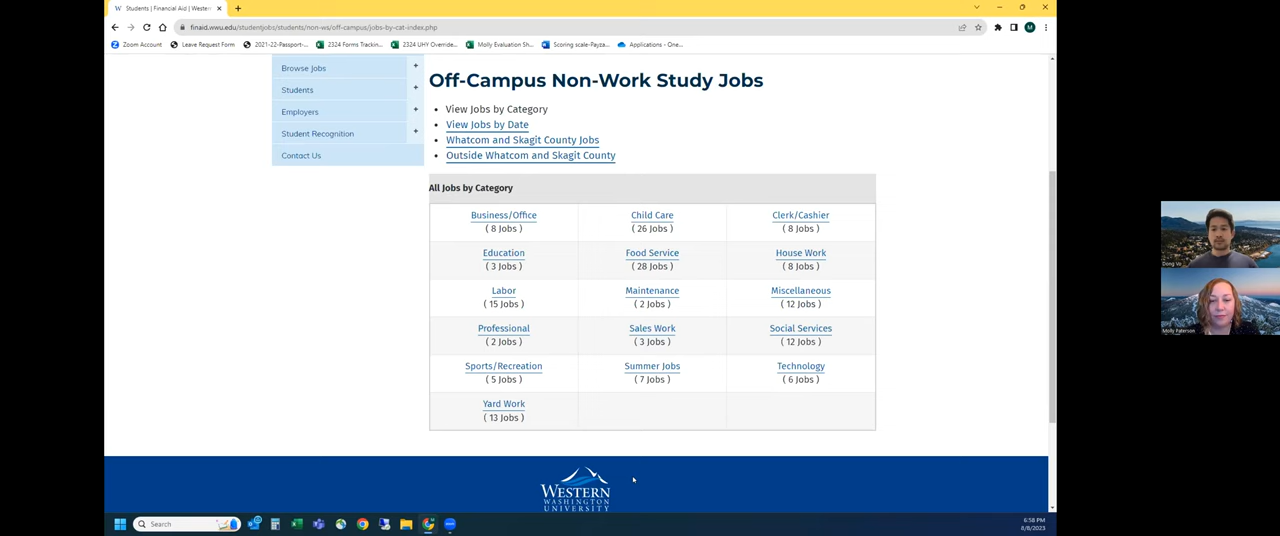 Students | Financial Aid | Wester
finaid.wwu.edu/studentjobs/students/non-ws/off-campus/jobs-by-cat-index.php
Zoom Account
Leave Request Form
2021-22-Passport-...
2324 Forms Trackin...
2324 UHY Override...
Molly Evaluation Sh...
Scoring scale-Payza...
Applications - One...
Browse Jobs +
Students +
Employers +
Student Recognition +
Contact Us
Off-Campus Non-Work Study Jobs
• View Jobs by Category
• View Jobs by Date
• Whatcom and Skagit County Jobs
• Outside Whatcom and Skagit County
All Jobs by Category
Business/Office
( 8 Jobs )
Child Care
( 26 Jobs )
Clerk/Cashier
( 8 Jobs )
Education
( 3 Jobs )
Food Service
( 28 Jobs )
House Work
( 8 Jobs )
Labor
( 15 Jobs )
Maintenance
( 2 Jobs )
Miscellaneous
( 12 Jobs )
Professional
( 2 Jobs )
Sales Work
( 3 Jobs )
Social Services
( 12 Jobs )
Sports/Recreation
( 5 Jobs )
Summer Jobs
( 7 Jobs )
Technology
( 6 Jobs )
Yard Work
( 13 Jobs )
WESTERN
WASHINGTON
UNIVERSITY
Dong Vo
Molly Paterson
Search
6:58 PM
8/8/2023